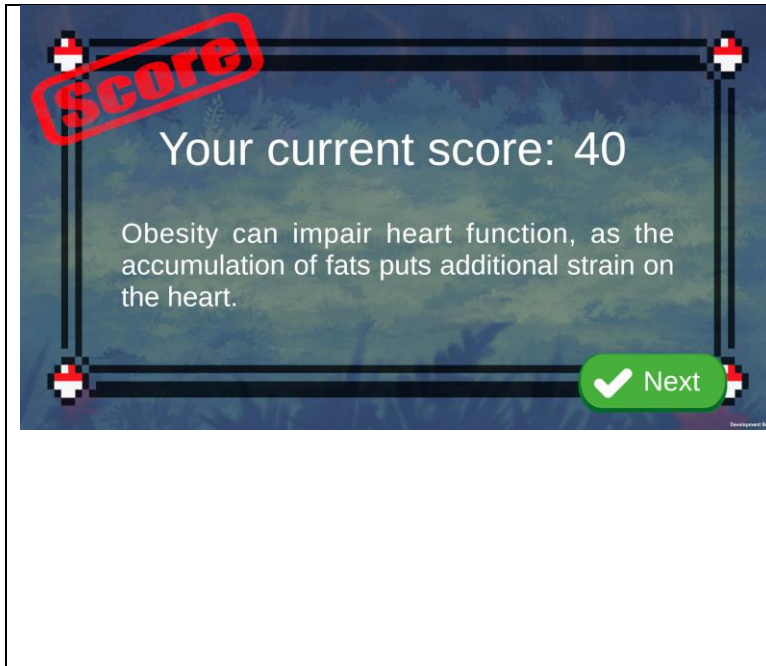 Score
Your current score: 40
Obesity can impair heart function, as the
accumulation of fats puts additional strain on
the heart.
Next
Development B